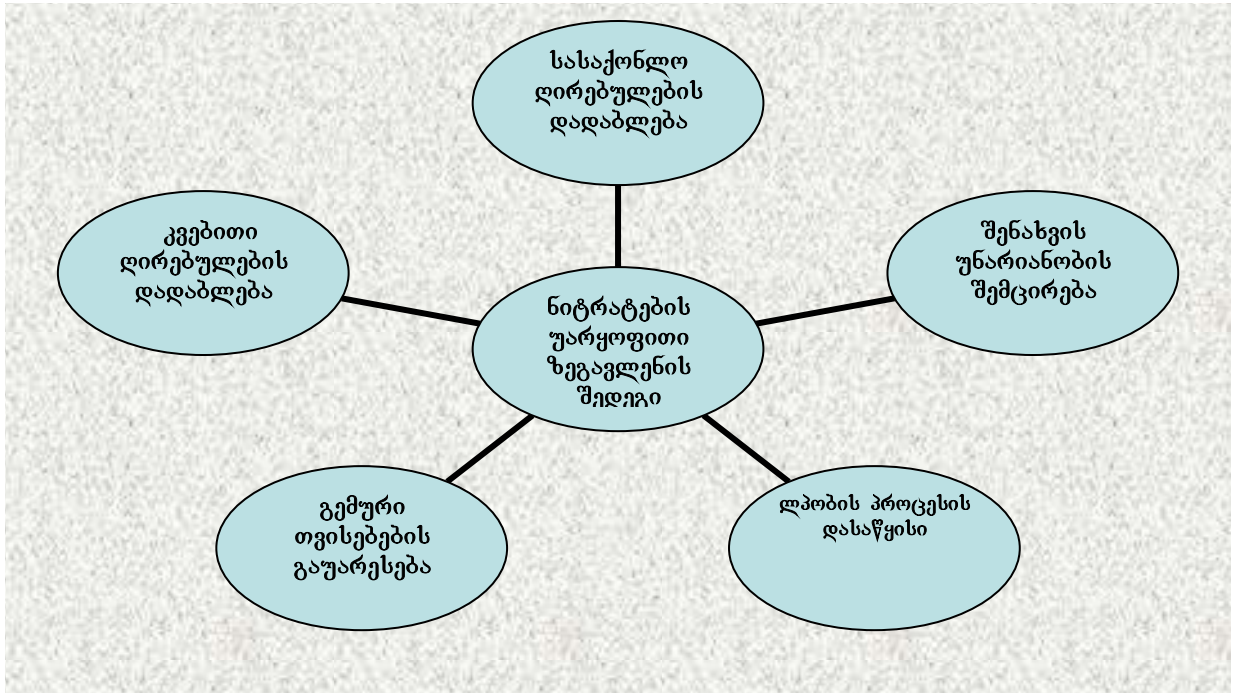 სასაქონლო
ღირებულების
დადაბლება
კვებითი
ღირებულების
დადაბლება
შენახვის
უნარიანობის
შემცირება
ნიტრატების
უარყოფითი
ზეგავლენის
შედეგი
გემური
თვისებების
გაუარესება
ლპობის პროცესის
დასაწყისი